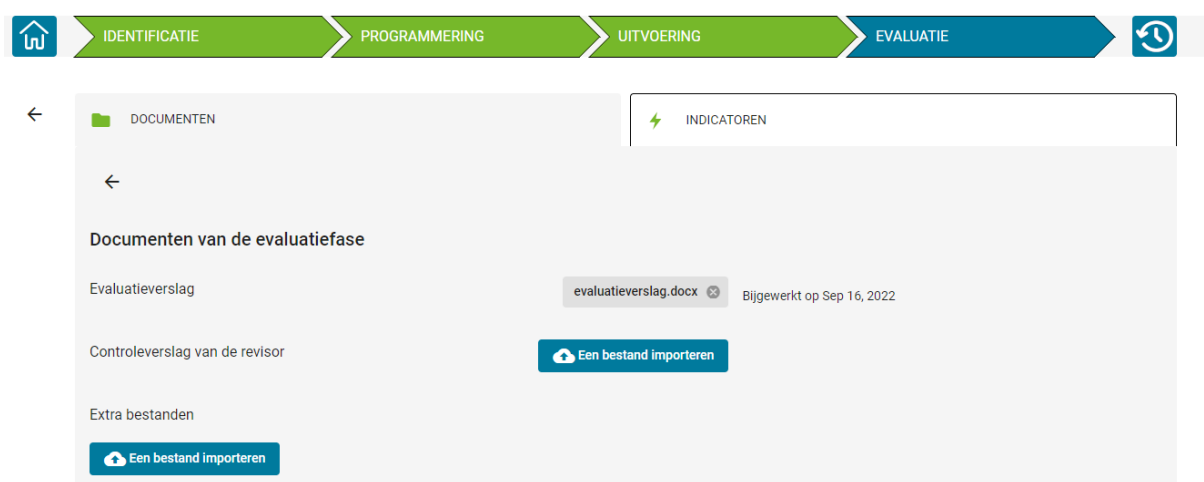 IDENTIFICATIE PROGRAMMERING UITVOERING EVALUATIE
DOCUMENTEN INDICATOREN
Documenten van de evaluatiefase
Evaluatieverslag evaluatieverslag.docx Bijgewerkt op Sep 16, 2022
Controleverslag van de revisor Een bestand importeren
Extra bestanden
Een bestand importeren